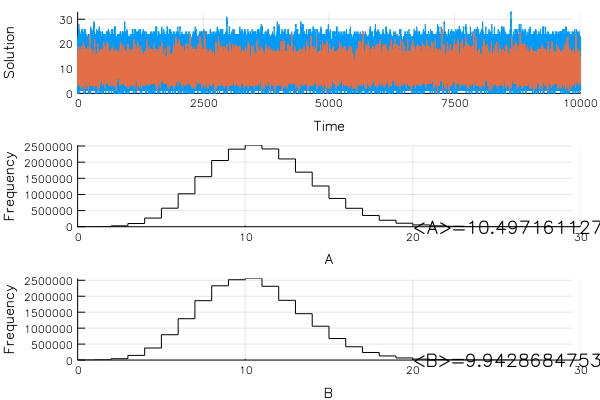 Solution
30
20
10
0
0 2500 5000 7500 10000
Time
Frequency
2500000
2000000
1500000
1000000
500000
0
0 10 20 30
<A>=10.497161127
A
Frequency
2500000
2000000
1500000
1000000
500000
0
0 10 20 30
<B>=9.9428684753
B